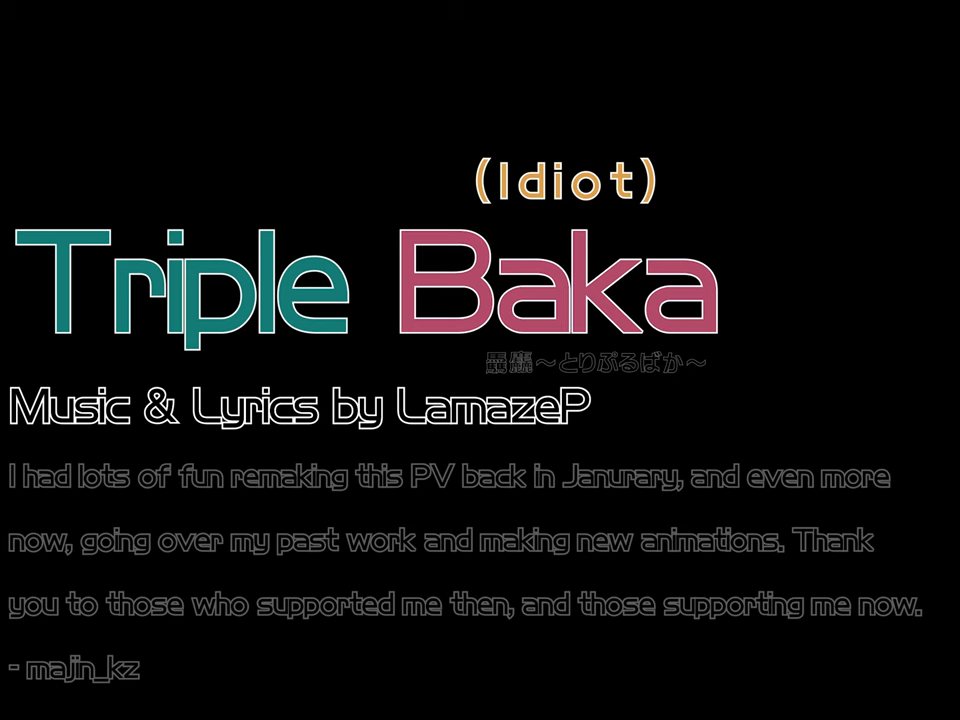 (Idiot)
Triple Baka
驫麤～とりぷるばか～
Music & Lyrics by LamazeP
I had lots of fun remaking this PV back in Janurary, and even more
now, going over my past work and making new animations. Thank
you to those who supported me then, and those supporting me now.
- majin_kz